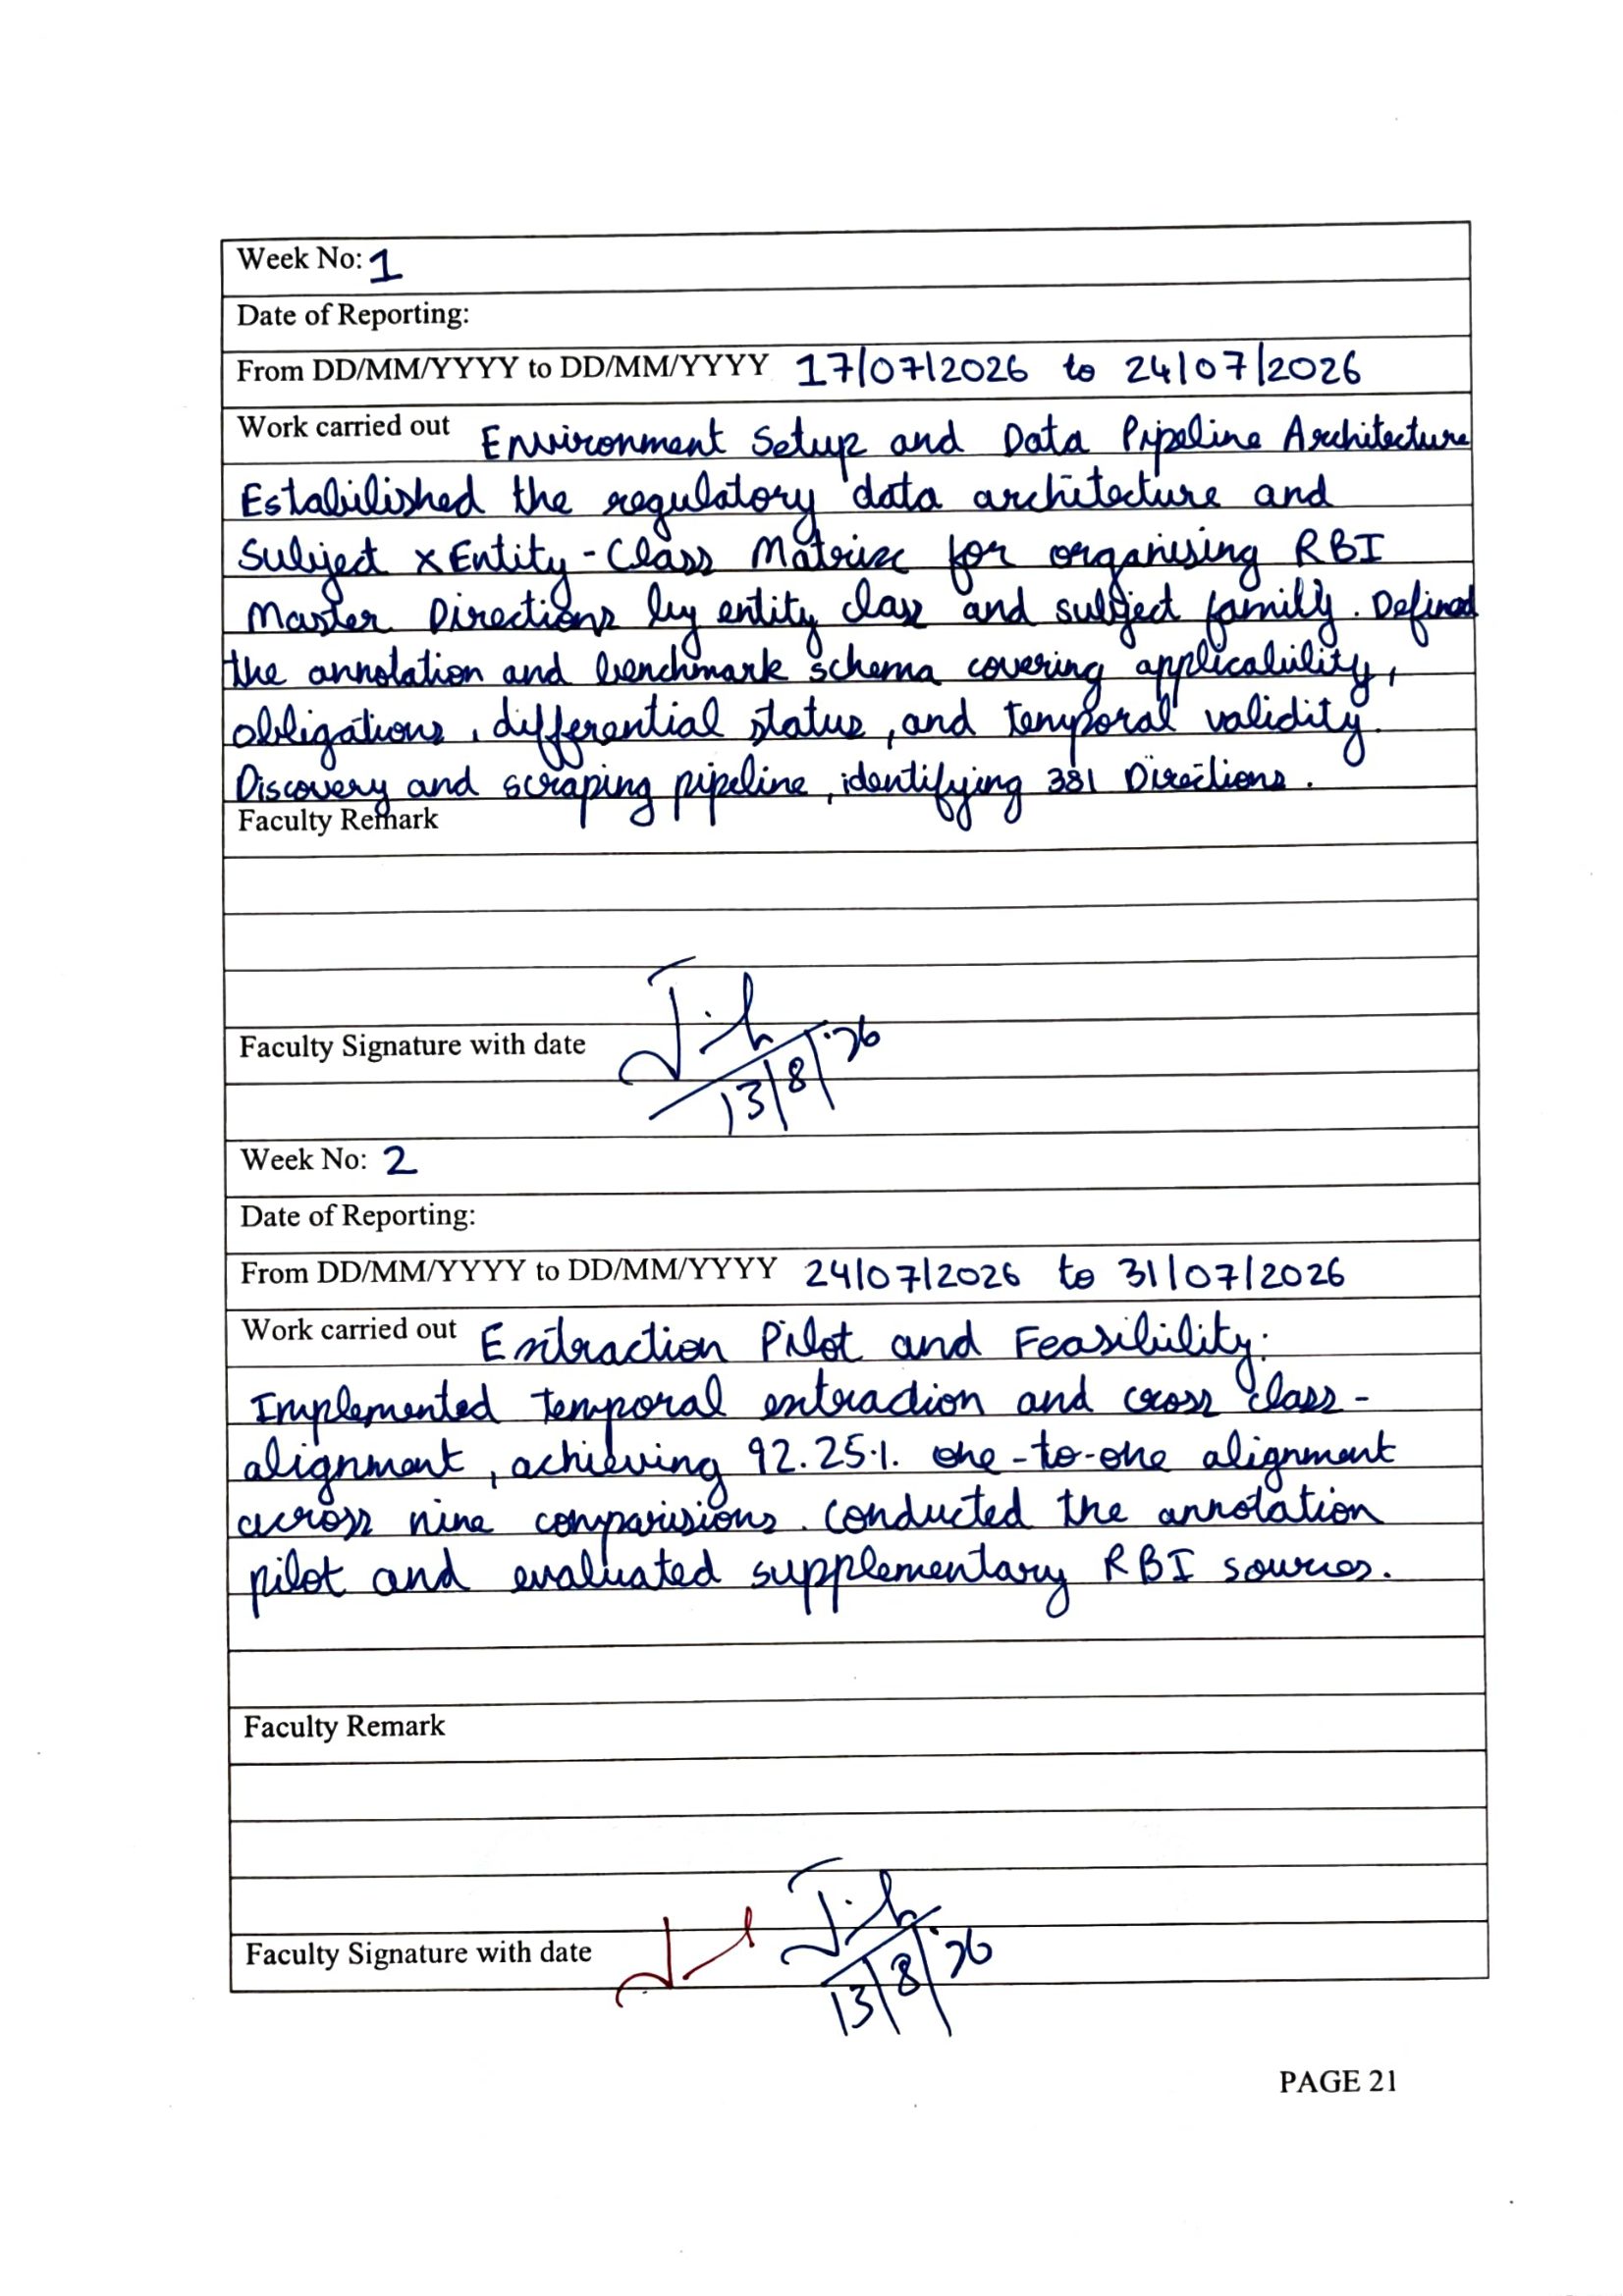 Week No: 1
Date of Reporting:
From DD/MM/YYYY to DD/MM/YYYY 17/07/2026 to 24/07/2026
Work carried out Environment Setup and Data Pipeline Architecture
Estabilished the regulatory data architecture and
Subject x Entity - Class Matrix for organising RBI
Master Directions by entity class and subject family. Defined
the annotation and benchmark schema covering applicability,
obligations, differential status, and temporal validity.
Discovery and scraping pipeline, identifying 381 Directions.
Faculty Remark
Faculty Signature with date
13/8/'26
Week No: 2
Date of Reporting:
From DD/MM/YYYY to DD/MM/YYYY 24/07/2026 to 31/07/2026
Work carried out Extraction Pilot and Feasibility.
Implemented temporal extraction and cross class -
alignment, achieving 92.25% one-to-one alignment
across nine comparisions. Conducted the annotation
pilot and evaluated supplementary RBI sources.
Faculty Remark
Faculty Signature with date
13/8/'26
PAGE 21